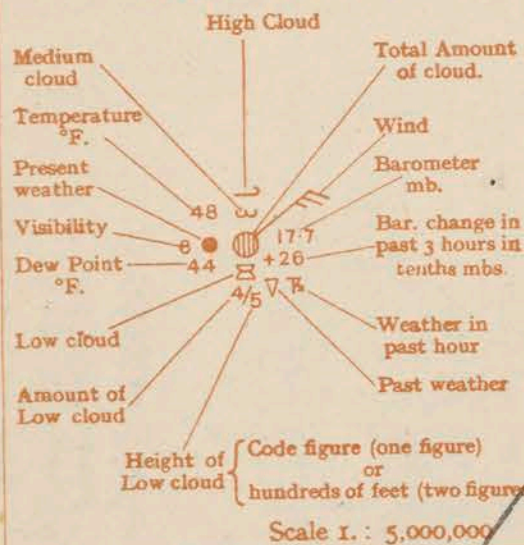 High Cloud
Medium
cloud
Total Amount
of cloud.
Temperature
°F.
Wind
Present
weather
Barometer
mb.
48
Visibility
8
17.7
Bar. change in
past 3 hours in
tenths mbs.
Dew Point
°F.
44
+26
4/5
Low cloud
Weather in
past hour
Amount of
Low cloud
Past weather
Height of
Low cloud
Code figure (one figure)
or
hundreds of feet (two figure
Scale 1. : 5,000,000